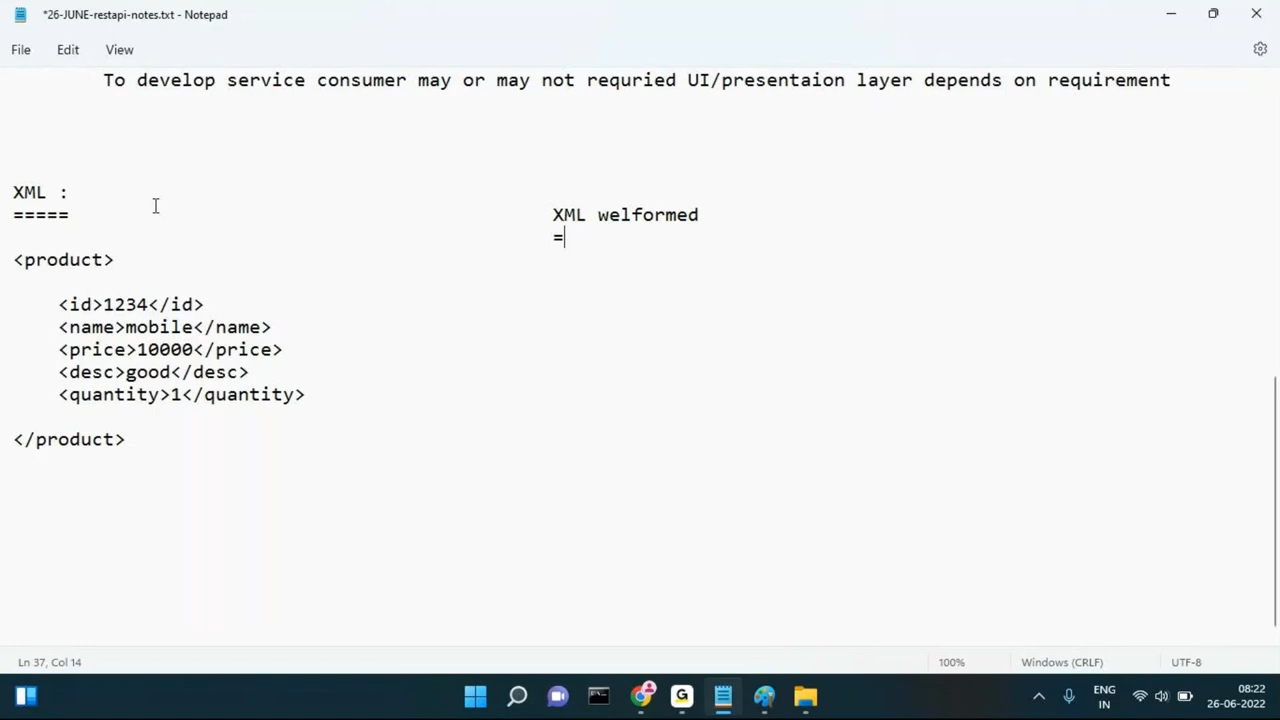 *26-JUNE-restapi-notes.txt - Notepad
File Edit View
To develop service consumer may or may not requried UI/presentaion layer depends on requirement
XML :
=====
XML welformed
=
<product>
<id>1234</id>
<name>mobile</name>
<price>10000</price>
<desc>good</desc>
<quantity>1</quantity>
</product>
Ln 37, Col 14 100% Windows (CRLF) UTF-8
G
ENG
IN
08:22
26-06-2022